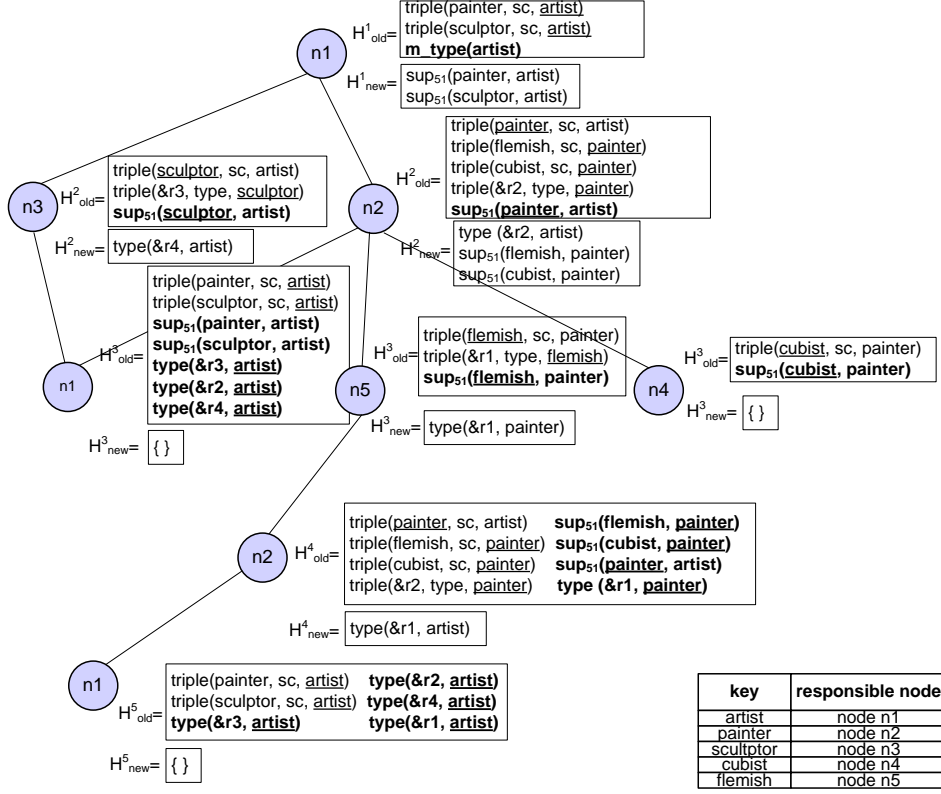 n1
H¹old=
triple(painter, sc, artist)
triple(sculptor, sc, artist)
m_type(artist)
H¹new=
sup₅₁(painter, artist)
sup₅₁(sculptor, artist)
n3
H²old=
triple(sculptor, sc, artist)
triple(&r3, type, sculptor)
sup₅₁(sculptor, artist)
H²new=
type(&r4, artist)
n2
H²old=
triple(painter, sc, artist)
triple(flemish, sc, painter)
triple(cubist, sc, painter)
triple(&r2, type, painter)
sup₅₁(painter, artist)
H²new=
type (&r2, artist)
sup₅₁(flemish, painter)
sup₅₁(cubist, painter)
n1
H³old=
triple(painter, sc, artist)
triple(sculptor, sc, artist)
sup₅₁(painter, artist)
sup₅₁(sculptor, artist)
type(&r3, artist)
type(&r2, artist)
type(&r4, artist)
H³new=
{ }
n5
H³old=
triple(flemish, sc, painter)
triple(&r1, type, flemish)
sup₅₁(flemish, painter)
H³new=
type(&r1, painter)
n4
H³old=
triple(cubist, sc, painter)
sup₅₁(cubist, painter)
H³new=
{ }
n2
H⁴old=
triple(painter, sc, artist) sup₅₁(flemish, painter)
triple(flemish, sc, painter) sup₅₁(cubist, painter)
triple(cubist, sc, painter) sup₅₁(painter, artist)
triple(&r2, type, painter) type (&r1, painter)
H⁴new=
type(&r1, artist)
n1
H⁵old=
triple(painter, sc, artist) type(&r2, artist)
triple(sculptor, sc, artist) type(&r4, artist)
type(&r3, artist) type(&r1, artist)
H⁵new=
{ }
key responsible node
artist node n1
painter node n2
scultptor node n3
cubist node n4
flemish node n5